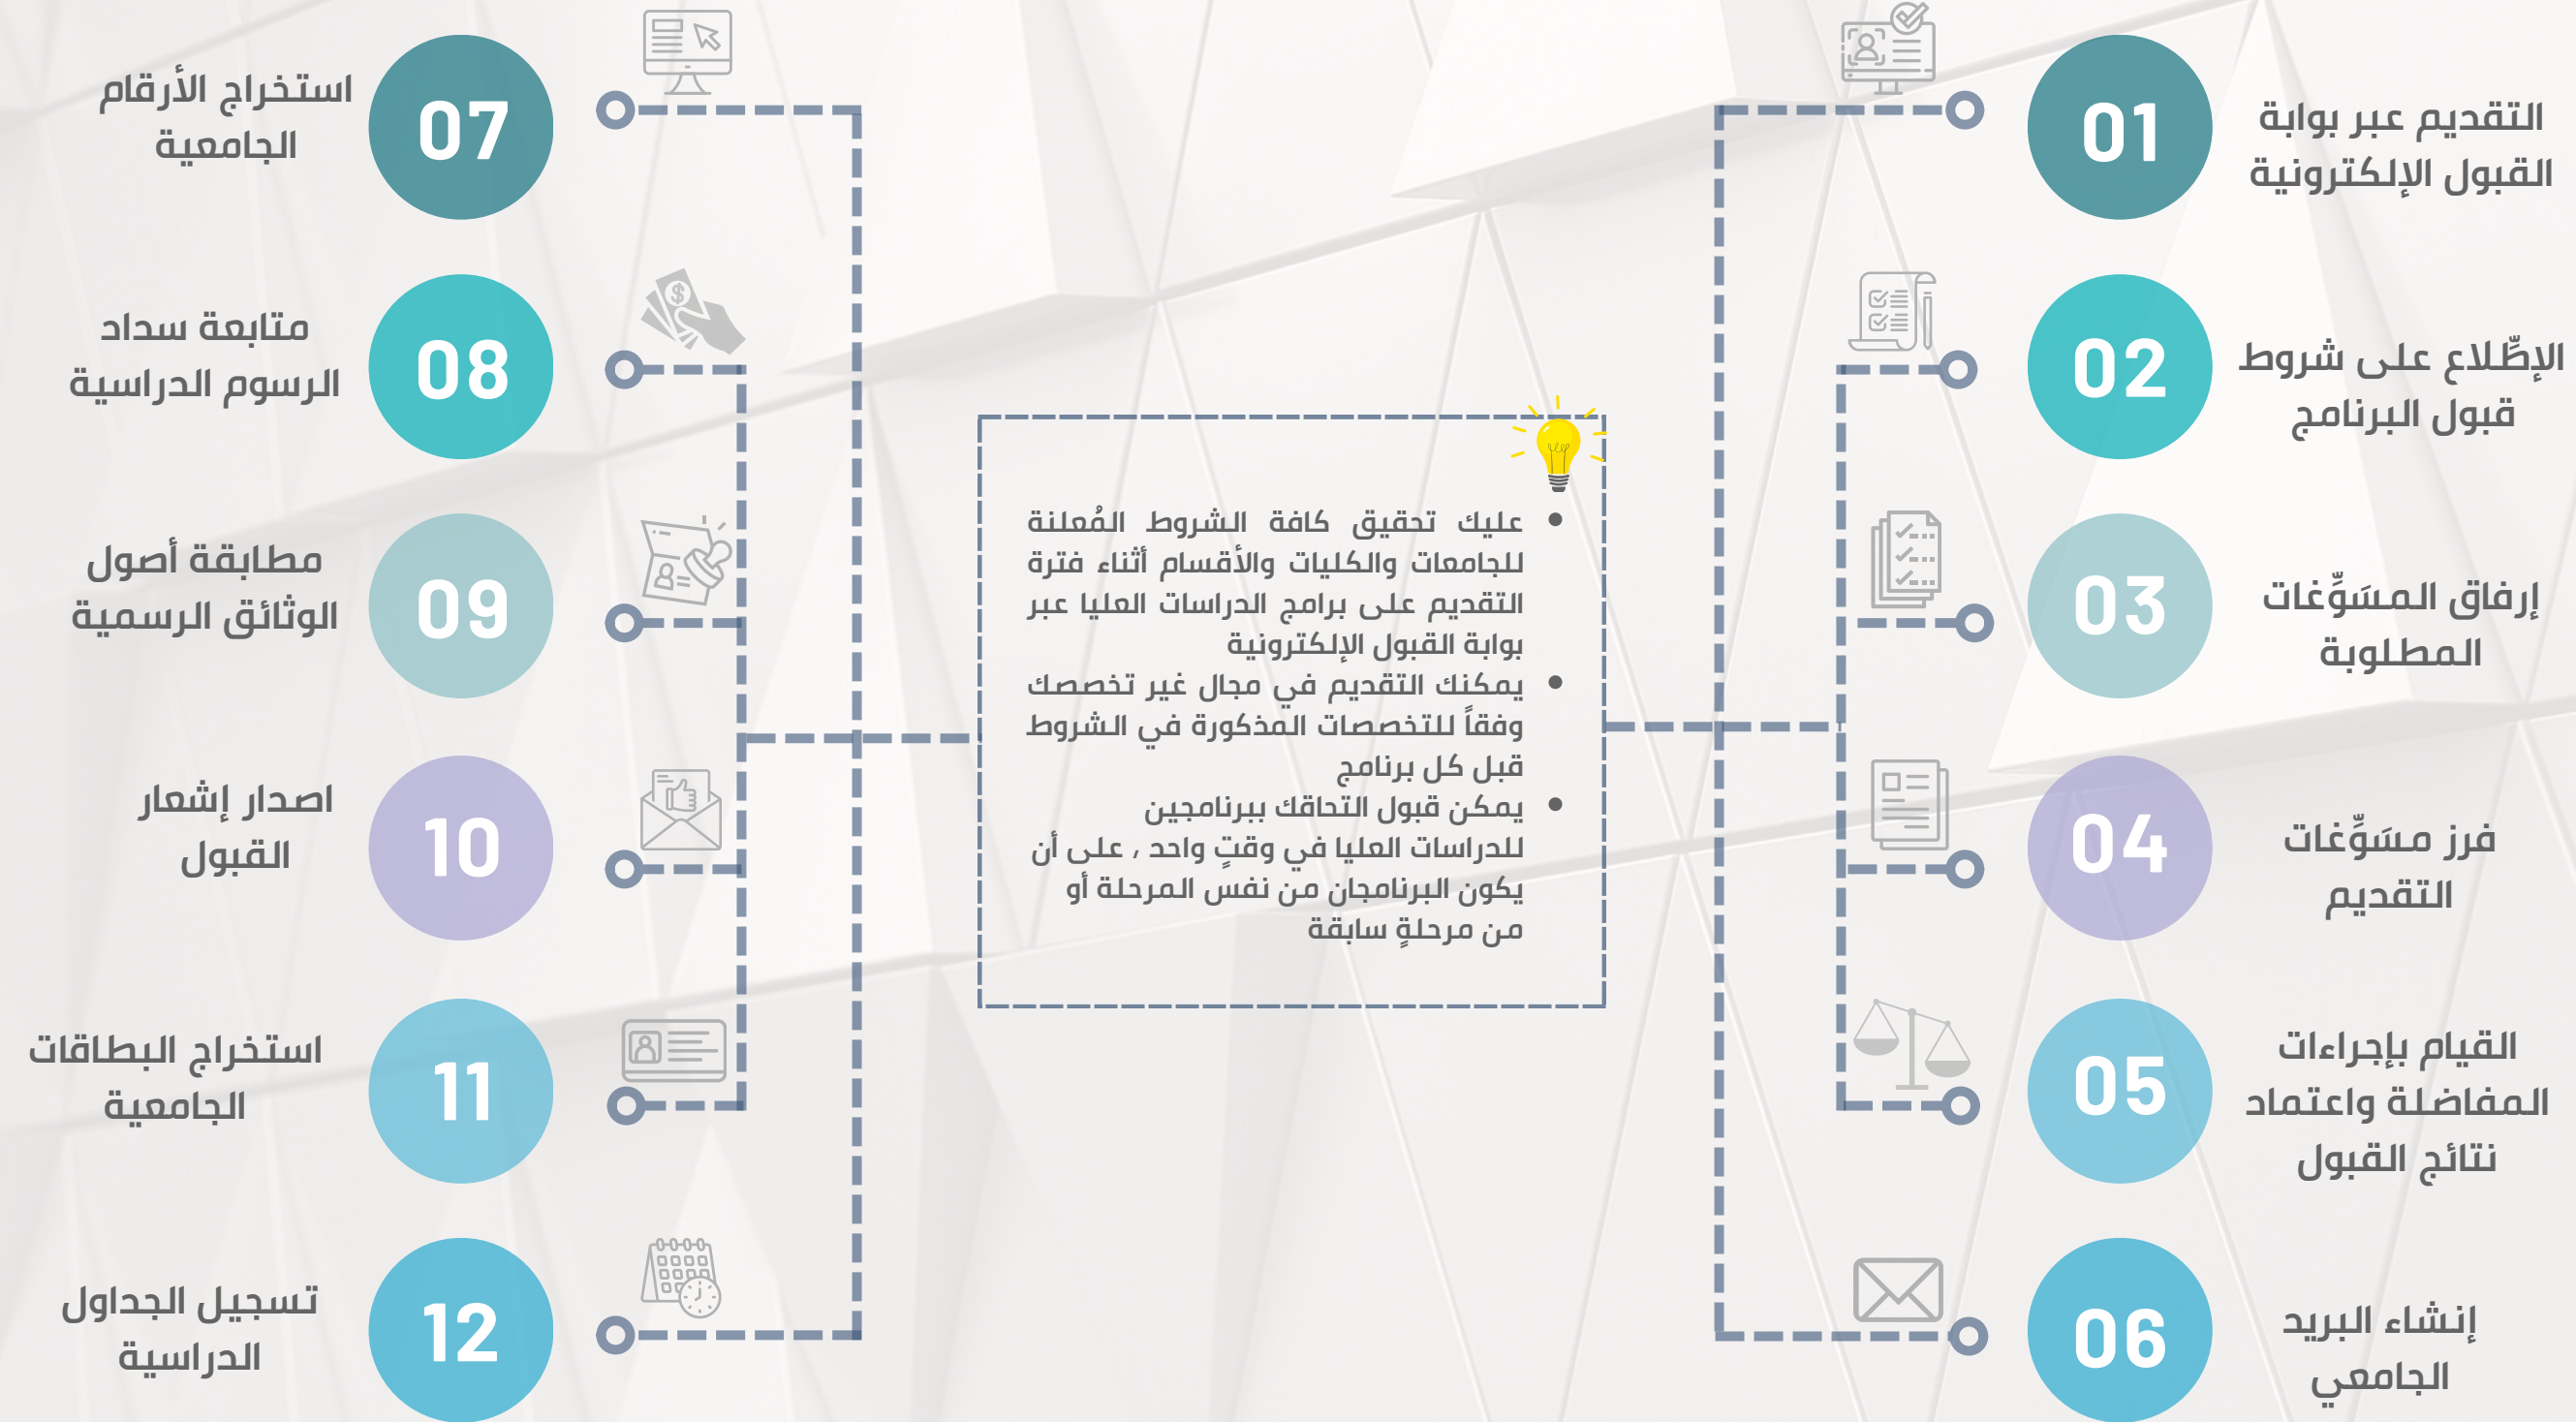 01
التقديم عبر بوابة
القبول الإلكترونية
02
الإطِّلاع على شروط
قبول البرنامج
03
إرفاق المسَوِّغات
المطلوبة
04
فرز مسَوِّغات
التقديم
05
القيام بإجراءات
المفاضلة واعتماد
نتائج القبول
06
إنشاء البريد
الجامعي
• عليك تحقيق كافة الشروط المُعلنة
للجامعات والكليات والأقسام أثناء فترة
التقديم على برامج الدراسات العليا عبر
بوابة القبول الإلكترونية
• يمكنك التقديم في مجال غير تخصصك
وفقاً للتخصصات المذكورة في الشروط
قبل كل برنامج
• يمكن قبول التحاقك ببرنامجين
للدراسات العليا في وقتٍ واحد ، على أن
يكون البرنامجان من نفس المرحلة أو
من مرحلةٍ سابقة
07
استخراج الأرقام
الجامعية
08
متابعة سداد
الرسوم الدراسية
09
مطابقة أصول
الوثائق الرسمية
10
اصدار إشعار
القبول
11
استخراج البطاقات
الجامعية
12
تسجيل الجداول
الدراسية